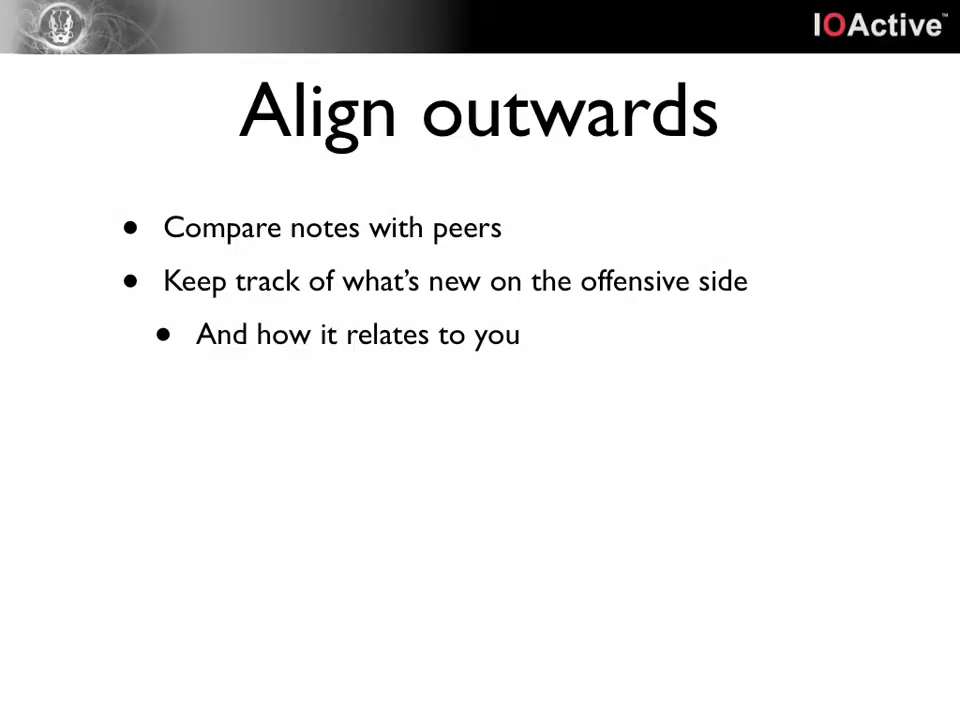 IOActive™
Align outwards
• Compare notes with peers
• Keep track of what’s new on the offensive side
• And how it relates to you